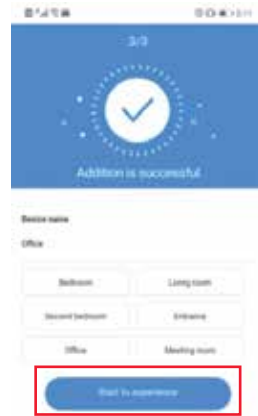 3/3
Addition is successful
Device name
Office
Bedroom
Living room
Second bedroom
Entrance
Office
Meeting room
Start to experience